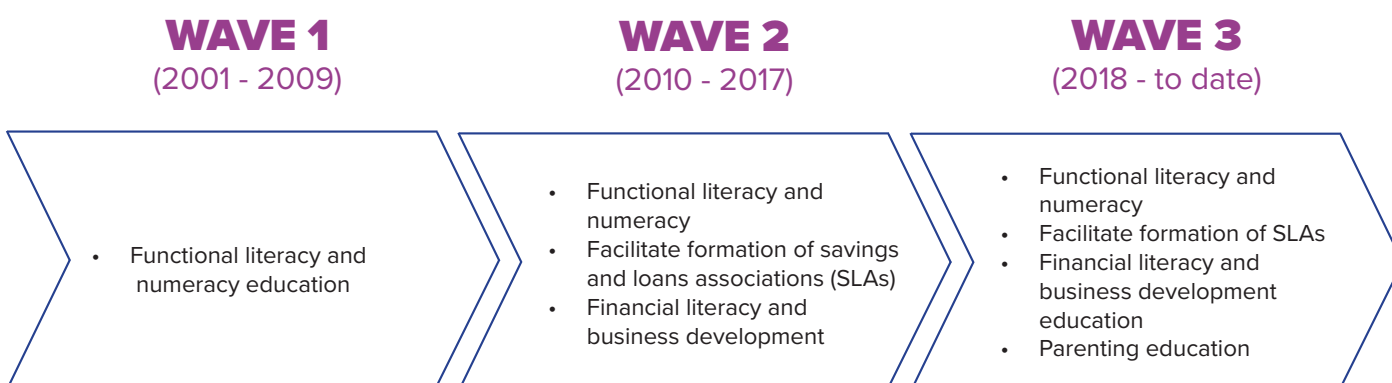 WAVE 1
(2001 - 2009)
• Functional literacy and
numeracy education
WAVE 2
(2010 - 2017)
• Functional literacy and
numeracy
• Facilitate formation of savings
and loans associations (SLAs)
• Financial literacy and
business development
WAVE 3
(2018 - to date)
• Functional literacy and
numeracy
• Facilitate formation of SLAs
• Financial literacy and
business development
education
• Parenting education